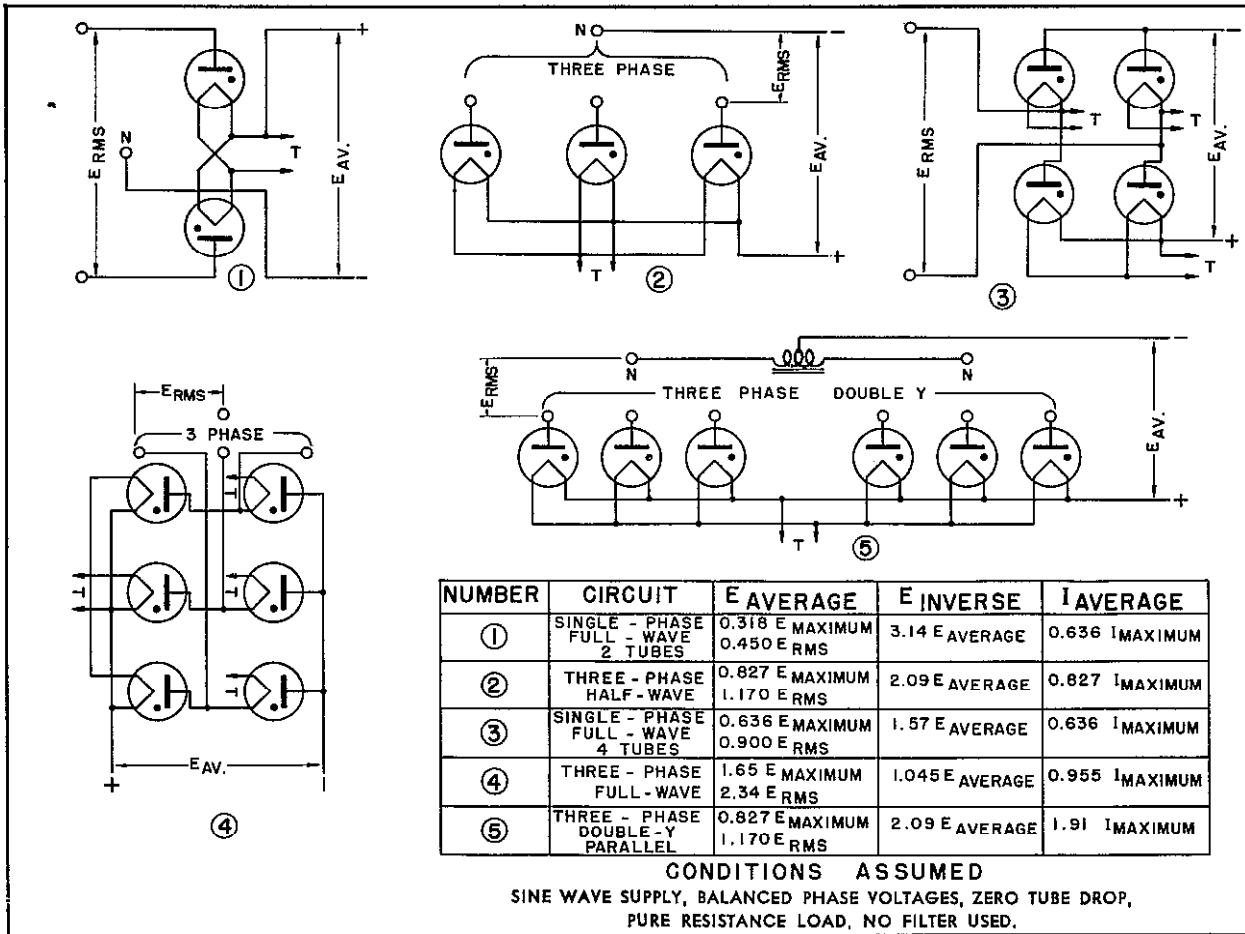 E RMS
N
T
E AV.
+
−
①
N
THREE PHASE
E RMS
E AV.
−
+
T
②
E RMS
T
T
E AV.
−
+
T
③
E RMS
3 PHASE
T
T
T
T
E AV.
+
−
④
E RMS
N
N
THREE PHASE DOUBLE Y
E AV.
−
+
T
⑤
NUMBER CIRCUIT E AVERAGE E INVERSE I AVERAGE
① SINGLE - PHASE FULL - WAVE 2 TUBES 0.318 E MAXIMUM 0.450 E RMS 3.14 E AVERAGE 0.636 I MAXIMUM
② THREE - PHASE HALF - WAVE 0.827 E MAXIMUM 1.170 E RMS 2.09 E AVERAGE 0.827 I MAXIMUM
③ SINGLE - PHASE FULL - WAVE 4 TUBES 0.636 E MAXIMUM 0.900 E RMS 1.57 E AVERAGE 0.636 I MAXIMUM
④ THREE - PHASE FULL - WAVE 1.65 E MAXIMUM 2.34 E RMS 1.045 E AVERAGE 0.955 I MAXIMUM
⑤ THREE - PHASE DOUBLE - Y PARALLEL 0.827 E MAXIMUM 1.170 E RMS 2.09 E AVERAGE 1.91 I MAXIMUM
CONDITIONS ASSUMED
SINE WAVE SUPPLY, BALANCED PHASE VOLTAGES, ZERO TUBE DROP,
PURE RESISTANCE LOAD, NO FILTER USED.